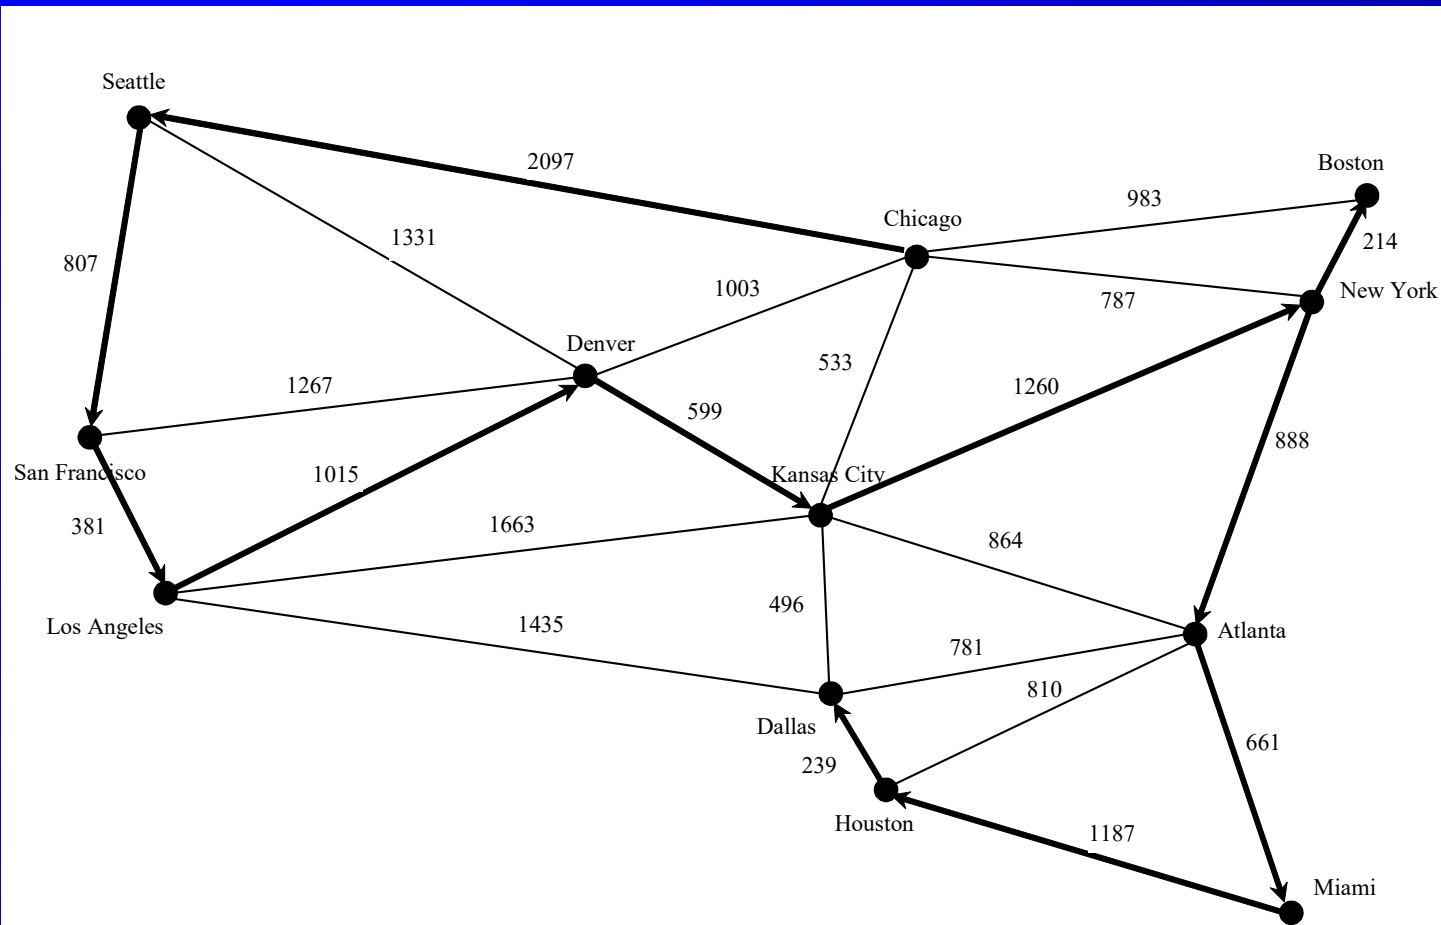 Seattle
2097
Boston
983
Chicago
1331
214
807
1003
787
New York
Denver
533
1267
1260
599
888
San Francisco
1015
Kansas City
381
1663
864
496
1435
Los Angeles
Atlanta
781
810
Dallas
661
239
Houston
1187
Miami